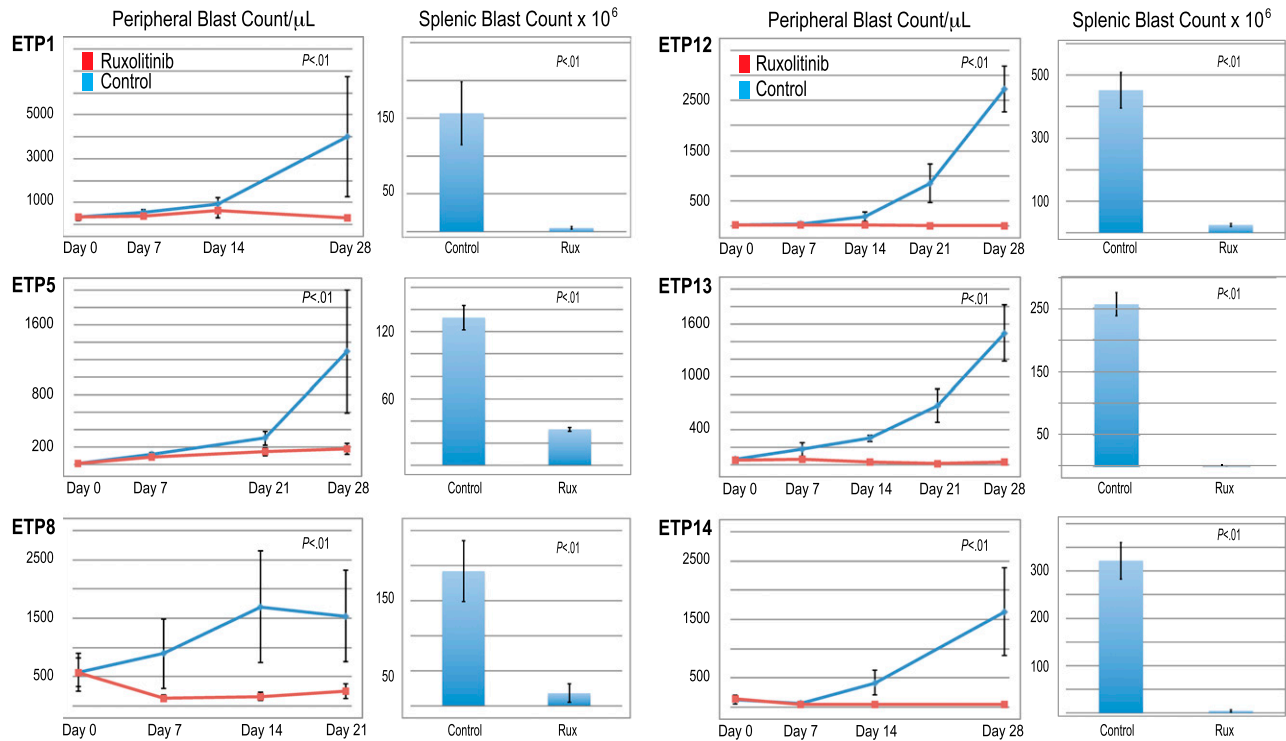 Peripheral Blast Count/μL
Splenic Blast Count x 10⁶
Peripheral Blast Count/μL
Splenic Blast Count x 10⁶
ETP1
Ruxolitinib
Control
P<.01
5000
3000
1000
Day 0
Day 7
Day 14
Day 28
P<.01
150
50
Control
Rux
ETP12
Ruxolitinib
Control
P<.01
2500
1500
500
Day 0
Day 7
Day 14
Day 21
Day 28
P<.01
500
300
100
Control
Rux
ETP5
P<.01
1600
800
200
Day 0
Day 7
Day 21
Day 28
P<.01
120
60
Control
Rux
ETP13
P<.01
1600
1000
400
Day 0
Day 7
Day 14
Day 21
Day 28
P<.01
250
150
50
Control
Rux
ETP8
P<.01
2500
1500
500
Day 0
Day 7
Day 14
Day 21
P<.01
150
50
Control
Rux
ETP14
P<.01
2500
1500
500
Day 0
Day 7
Day 14
Day 28
P<.01
300
200
100
Control
Rux